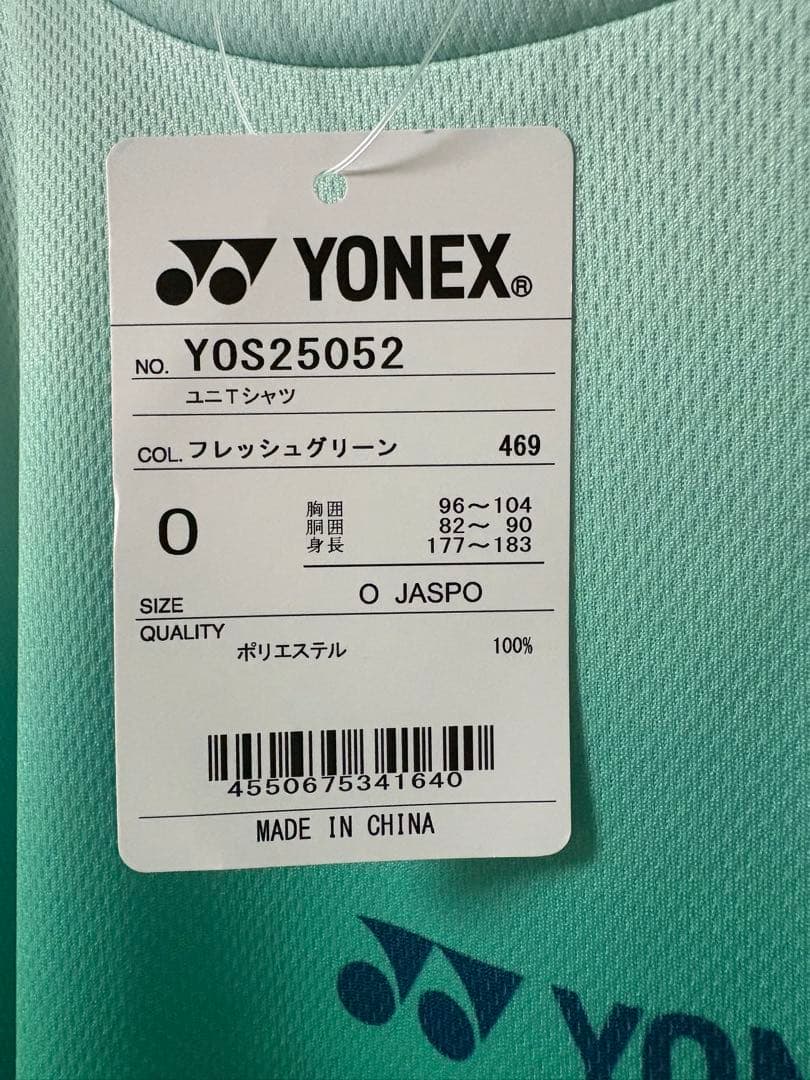 YONEX®
NO. YOS25052
ユニTシャツ
COL. フレッシュグリーン 469
O
胸囲 96〜104
胴囲 82〜 90
身長 177〜183
SIZE O JASPO
QUALITY
ポリエステル 100%
4550675341640
MADE IN CHINA